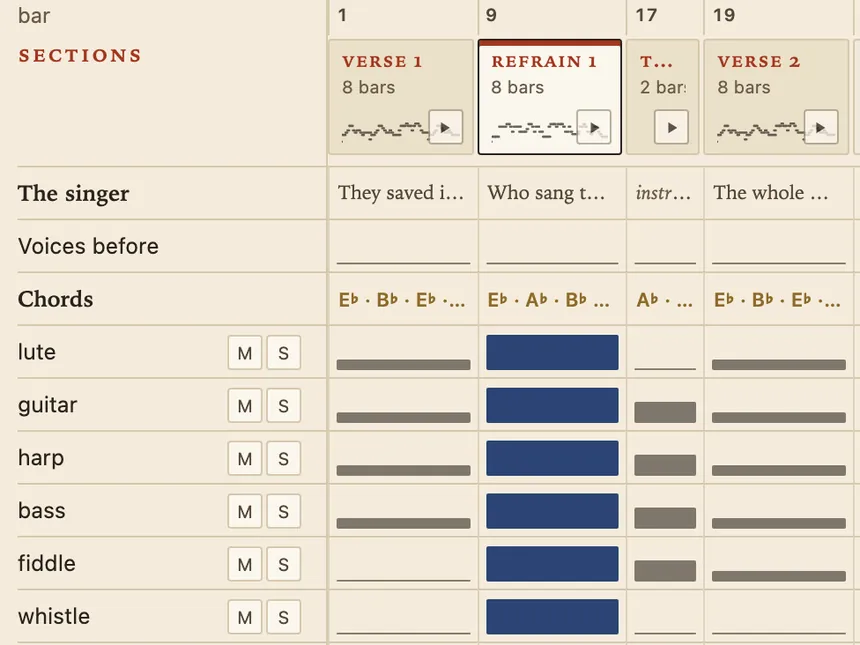 bar 1 9 17 19
SECTIONS
VERSE 1 REFRAIN 1 T... VERSE 2
8 bars 8 bars 2 bars 8 bars
The singer They saved i... Who sang t... instr... The whole ...
Voices before
Chords E♭ · B♭ · E♭ ·... E♭ · A♭ · B♭ ... A♭ · ... E♭ · B♭ · E♭ ·...
lute M S
guitar M S
harp M S
bass M S
fiddle M S
whistle M S